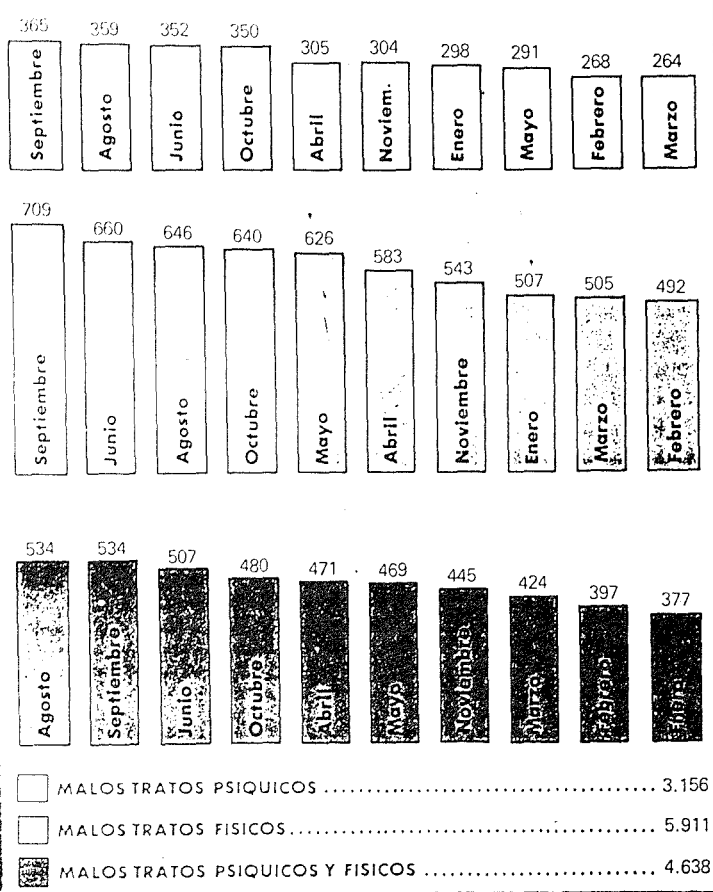 365 359 352 350 305 304 298 291 268 264
Septiembre Agosto Junio Octubre Abril Noviem. Enero Mayo Febrero Marzo
709 660 646 640 626 583 543 507 505 492
Septiembre Junio Agosto Octubre Mayo Abril Noviembre Enero Marzo Febrero
534 534 507 480 471 469 445 424 397 377
Agosto Septiembre Junio Octubre Abril Mayo Noviembre Marzo Febrero Enero
MALOS TRATOS PSIQUICOS ........................................ 3.156
MALOS TRATOS FISICOS ............................................ 5.911
MALOS TRATOS PSIQUICOS Y FISICOS ............................ 4.638